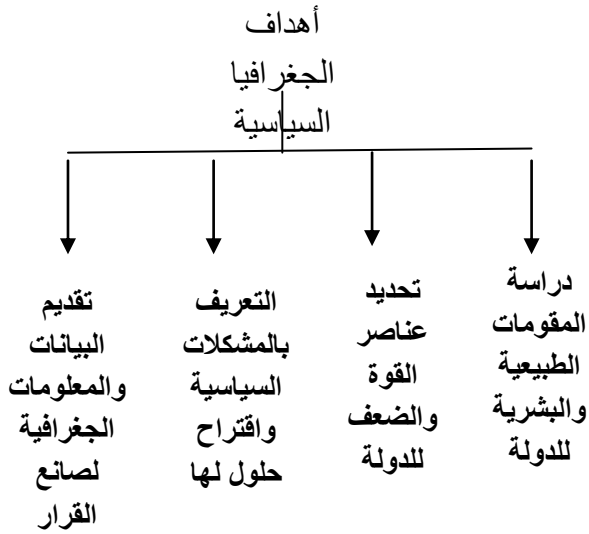 أهداف
الجغرافيا
السياسية
دراسة
المقومات
الطبيعية
والبشرية
للدولة
تحديد
عناصر
القوة
والضعف
للدولة
التعريف
بالمشكلات
السياسية
واقتراح
حلول لها
تقديم
البيانات
والمعلومات
الجغرافية
لصانع
القرار